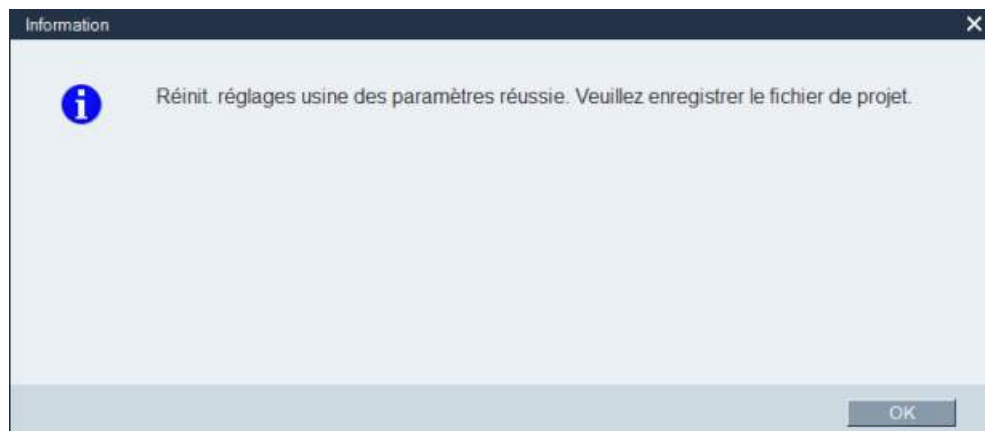 Information
Réinit. réglages usine des paramètres réussie. Veuillez enregistrer le fichier de projet.
OK